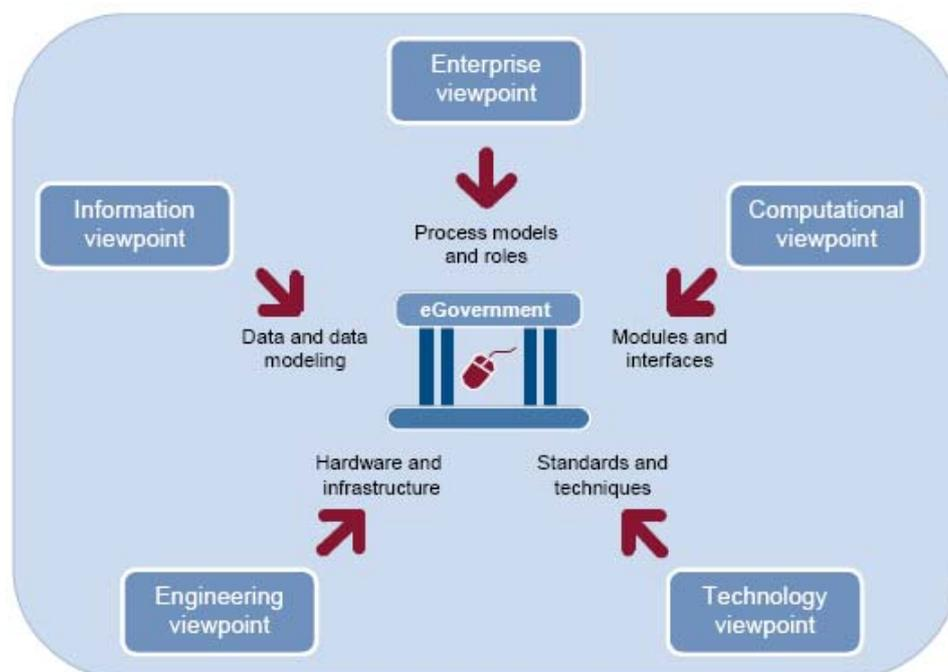 Enterprise
viewpoint
Information
viewpoint
Computational
viewpoint
Process models
and roles
eGovernment
Data and data
modeling
Modules and
interfaces
Hardware and
infrastructure
Standards and
techniques
Engineering
viewpoint
Technology
viewpoint